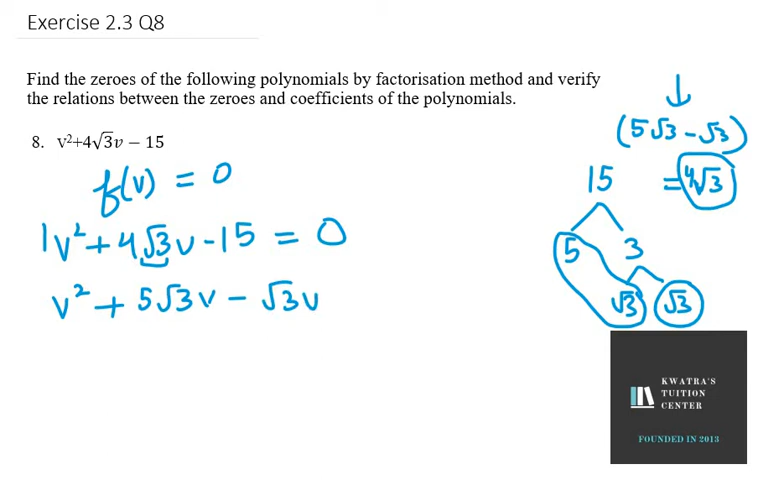 Exercise 2.3 Q8
Find the zeroes of the following polynomials by factorisation method and verify
the relations between the zeroes and coefficients of the polynomials.
8. v²+4√3v – 15
f(v) = 0
1v² + 4√3v - 15 = 0
v² + 5√3v - √3v
↓
(5√3 - √3)
= 4√3
15
5 3
√3 √3
KWATRA'S
TUITION
CENTER
FOUNDED IN 2013